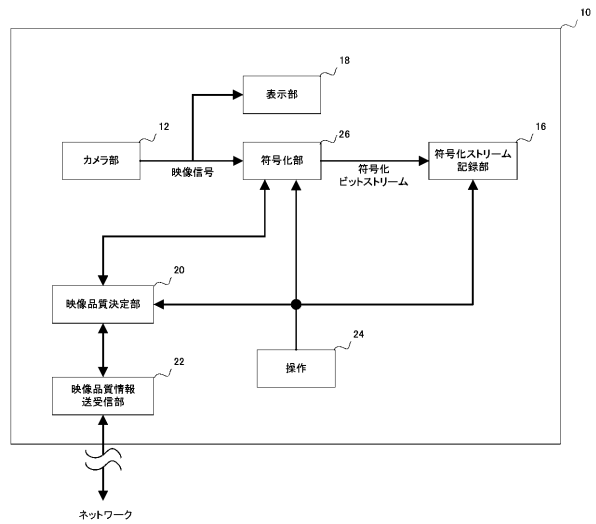 10
18
表示部
12
カメラ部
映像信号
26
符号化部
符号化
ビットストリーム
16
符号化ストリーム
記録部
20
映像品質決定部
24
操作
22
映像品質情報
送受信部
ネットワーク